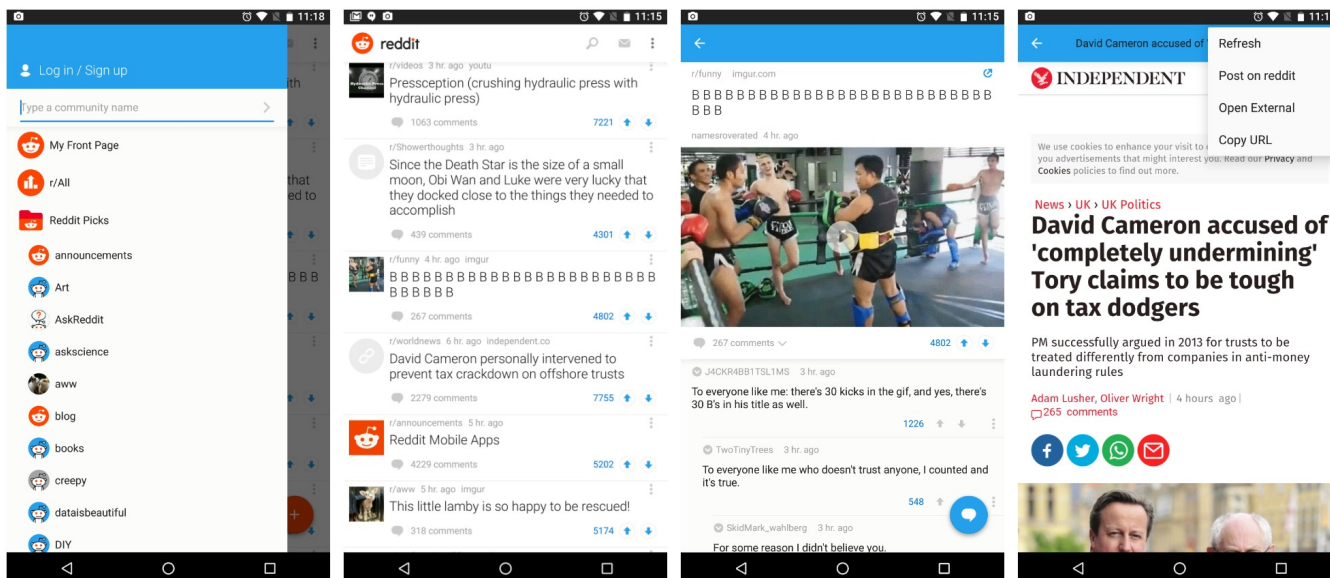 11:18
Log in / Sign up
Type a community name
My Front Page
r/All
Reddit Picks
announcements
Art
AskReddit
askscience
aww
blog
books
creepy
dataisbeautiful
DIY
ith
that
ed to
B B B
11:15
reddit
r/videos 3 hr. ago youtu
Pressception (crushing hydraulic press with
hydraulic press)
1063 comments 7221
r/Showerthoughts 3 hr. ago
Since the Death Star is the size of a small
moon, Obi Wan and Luke were very lucky that
they docked close to the things they needed to
accomplish
439 comments 4301
r/funny 4 hr. ago imgur
B B B B B B B B B B B B B B B B B B B B B B B B
B B B B B B
267 comments 4802
r/worldnews 6 hr. ago independent.co
David Cameron personally intervened to
prevent tax crackdown on offshore trusts
2279 comments 7755
r/announcements 5 hr. ago
Reddit Mobile Apps
4229 comments 5202
r/aww 5 hr. ago imgur
This little lamby is so happy to be rescued!
318 comments 5174
11:15
r/funny imgur.com
B B B B B B B B B B B B B B B B B B B B B B B B B B B
B B B
namesroverated 4 hr. ago
267 comments 4802
J4CKR4BB1TSL1MS 3 hr. ago
To everyone like me: there's 30 kicks in the gif, and yes, there's
30 B's in his title as well.
1226
TwoTinyTrees 3 hr. ago
To everyone like me who doesn't trust anyone, I counted and
it's true.
548
SkidMark_wahlberg 3 hr. ago
For some reason I didn't believe you.
11:1
David Cameron accused of
Refresh
Post on reddit
Open External
Copy URL
INDEPENDENT
We use cookies to enhance your visit to
you advertisements that might interest you. Read our Privacy and
Cookies policies to find out more.
News › UK › UK Politics
David Cameron accused of
'completely undermining'
Tory claims to be tough
on tax dodgers
PM successfully argued in 2013 for trusts to be
treated differently from companies in anti-money
laundering rules
Adam Lusher, Oliver Wright | 4 hours ago |
265 comments